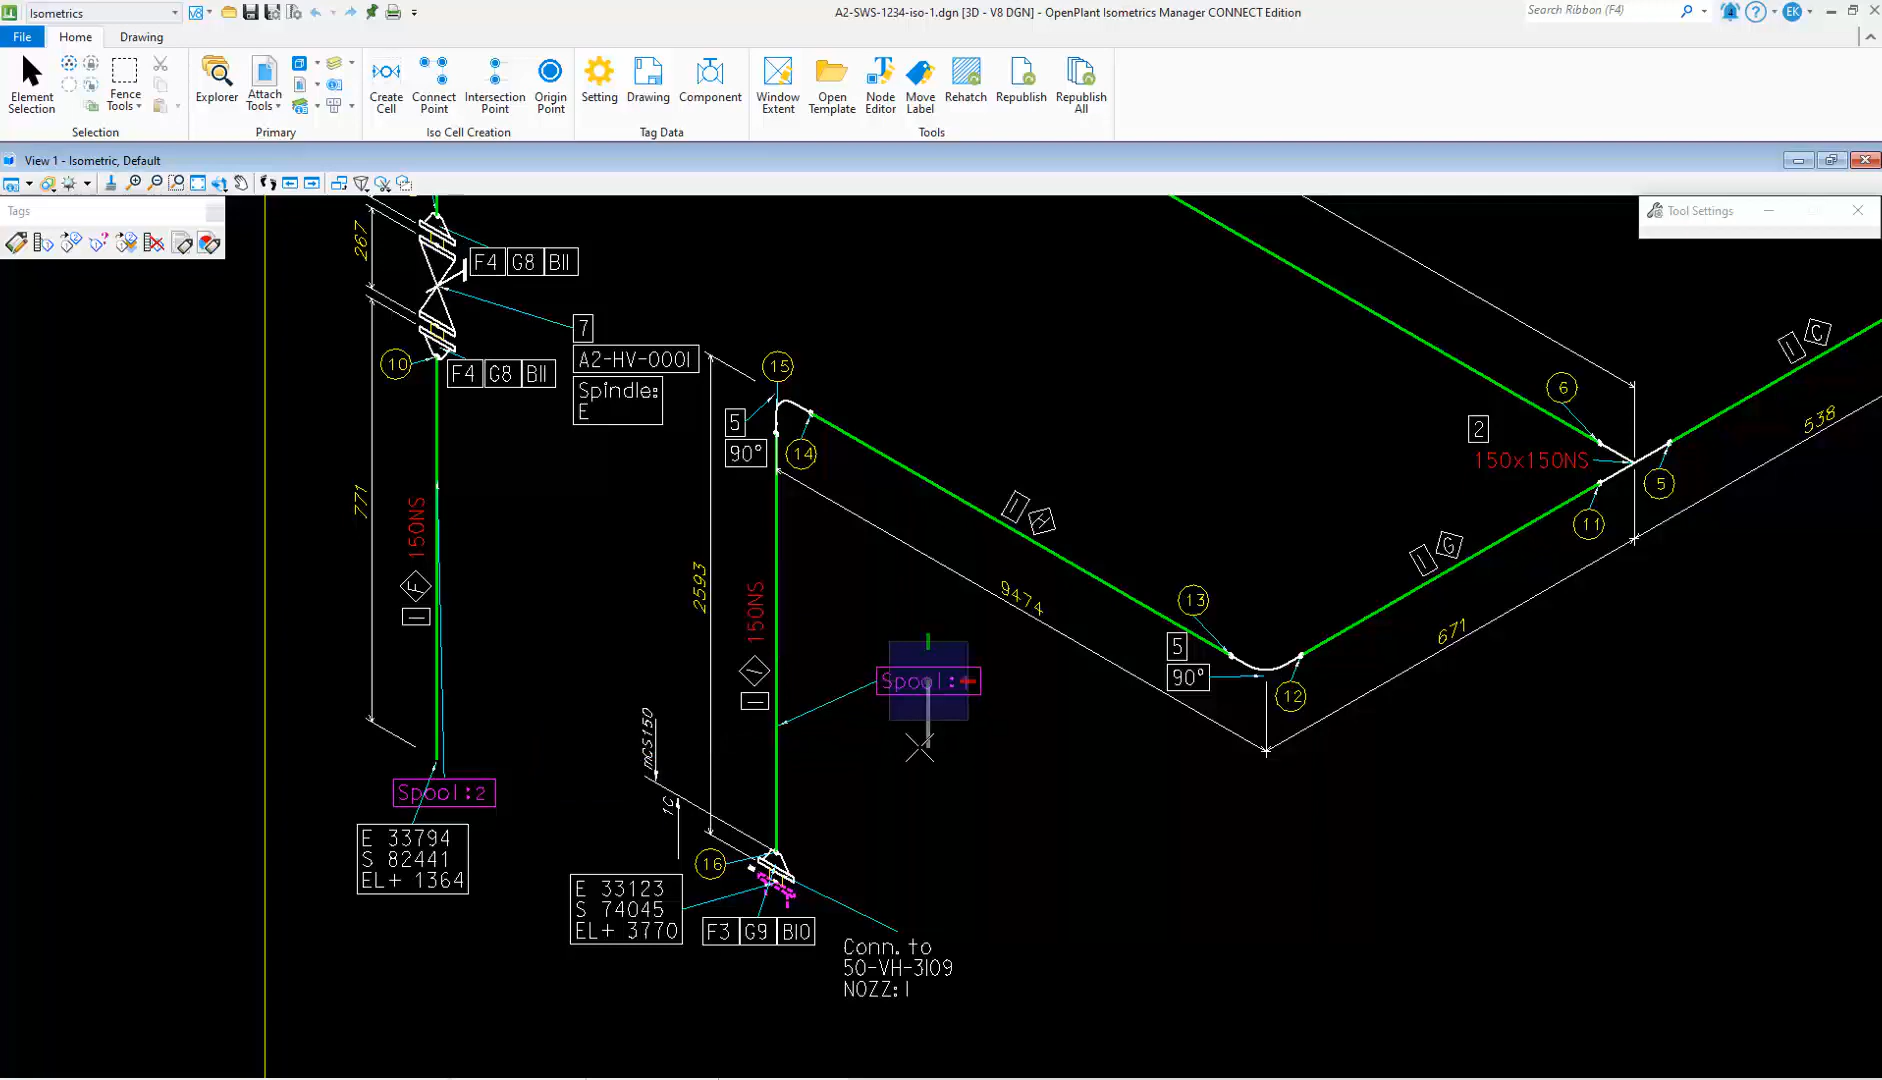 Isometrics
A2-SWS-1234-iso-1.dgn [3D - V8 DGN] - OpenPlant Isometrics Manager CONNECT Edition
Search Ribbon (F4)
EK
File
Home
Drawing
Element Selection
Fence Tools
Explorer
Attach Tools
Create Cell
Connect Point
Intersection Point
Origin Point
Setting
Drawing
Component
Window Extent
Open Template
Node Editor
Move Label
Rehatch
Republish
Republish All
Selection
Primary
Iso Cell Creation
Tag Data
Tools
View 1 - Isometric, Default
Tags
Tool Settings
267
F4 G8 B11
7
A2-HV-0001
Spindle:
E
10
F4 G8 B11
771
150NS
F
1
Spool:2
E 33794
S 82441
EL+ 1364
15
5
90°
14
2593
150NS
1
Spool:
16
E 33123
S 74045
EL+ 3770
F3 G9 B10
Conn. to
50-VH-3109
NOZZ:1
1 H
9474
13
5
90°
12
1 G
671
11
2
150x150NS
6
5
1 C
538